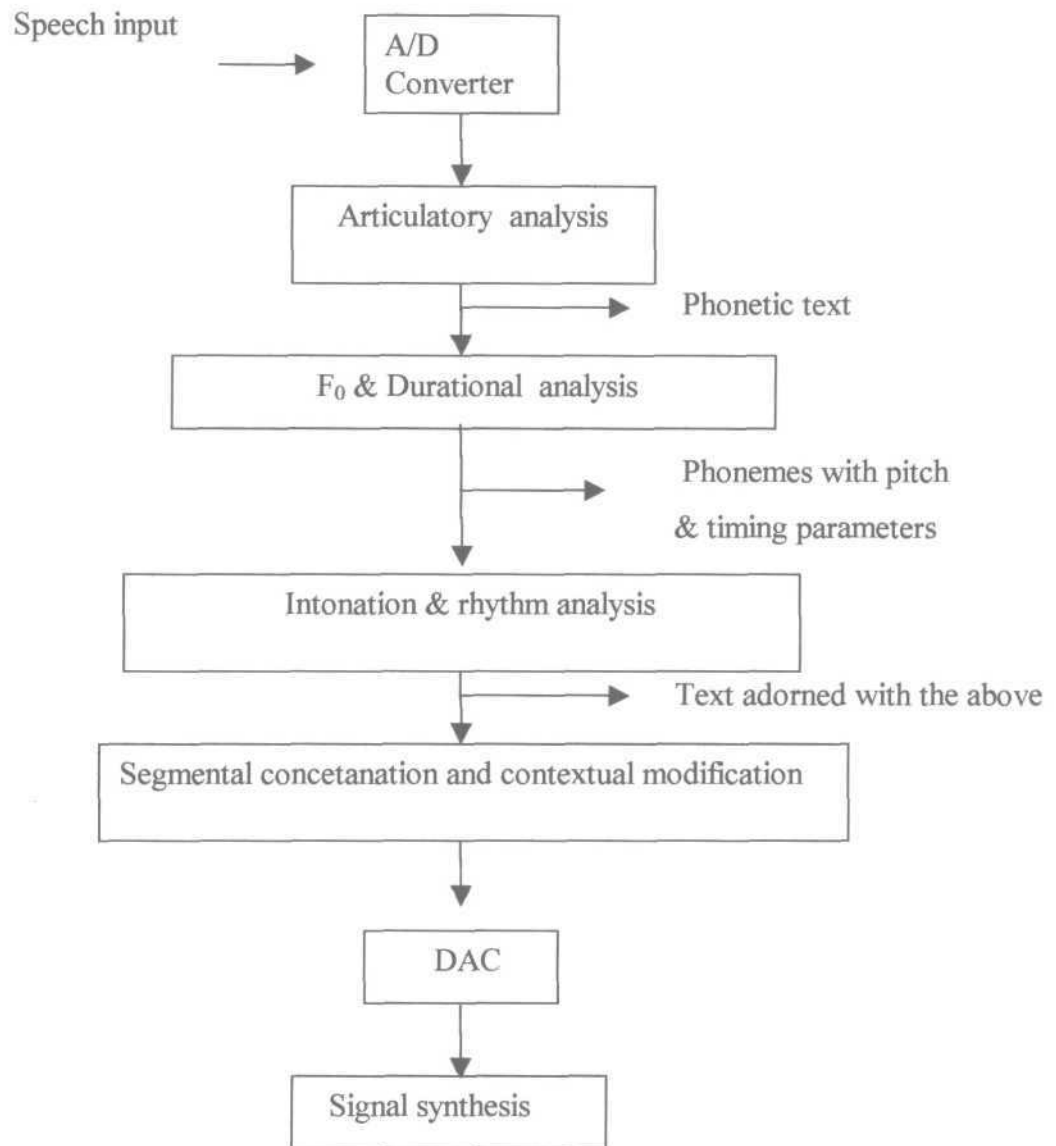 Speech input
A/D
Converter
Articulatory analysis
Phonetic text
F₀ & Durational analysis
Phonemes with pitch
& timing parameters
Intonation & rhythm analysis
Text adorned with the above
Segmental concetanation and contextual modification
DAC
Signal synthesis